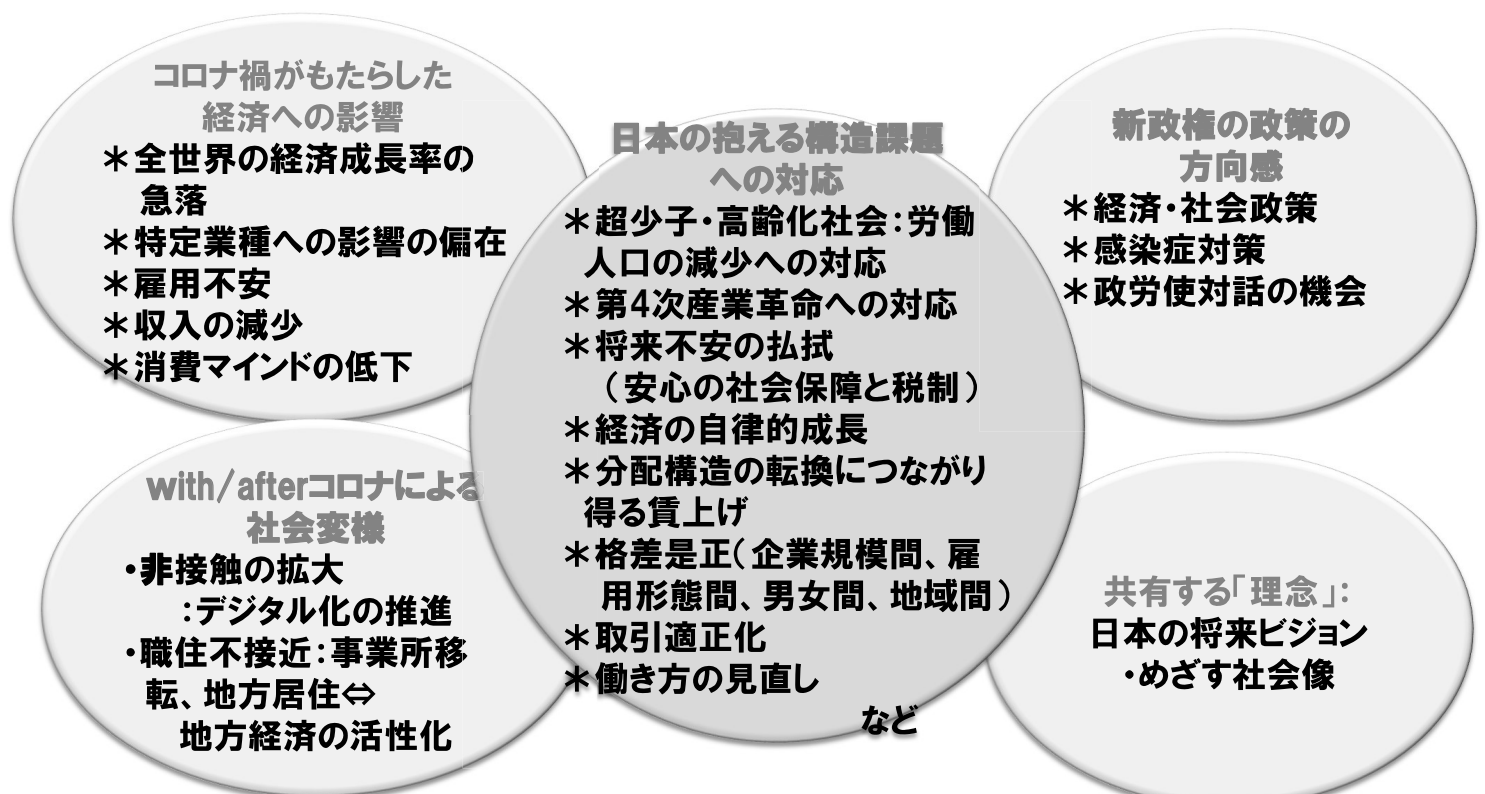 コロナ禍がもたらした
経済への影響
＊全世界の経済成長率の
急落
＊特定業種への影響の偏在
＊雇用不安
＊収入の減少
＊消費マインドの低下
with/afterコロナによる
社会変様
・非接触の拡大
：デジタル化の推進
・職住不接近：事業所移
転、地方居住⇔
地方経済の活性化
日本の抱える構造課題
への対応
＊超少子・高齢化社会：労働
人口の減少への対応
＊第4次産業革命への対応
＊将来不安の払拭
（安心の社会保障と税制）
＊経済の自律的成長
＊分配構造の転換につながり
得る賃上げ
＊格差是正（企業規模間、雇
用形態間、男女間、地域間）
＊取引適正化
＊働き方の見直し
など
新政権の政策の
方向感
＊経済・社会政策
＊感染症対策
＊政労使対話の機会
共有する「理念」：
日本の将来ビジョン
・めざす社会像